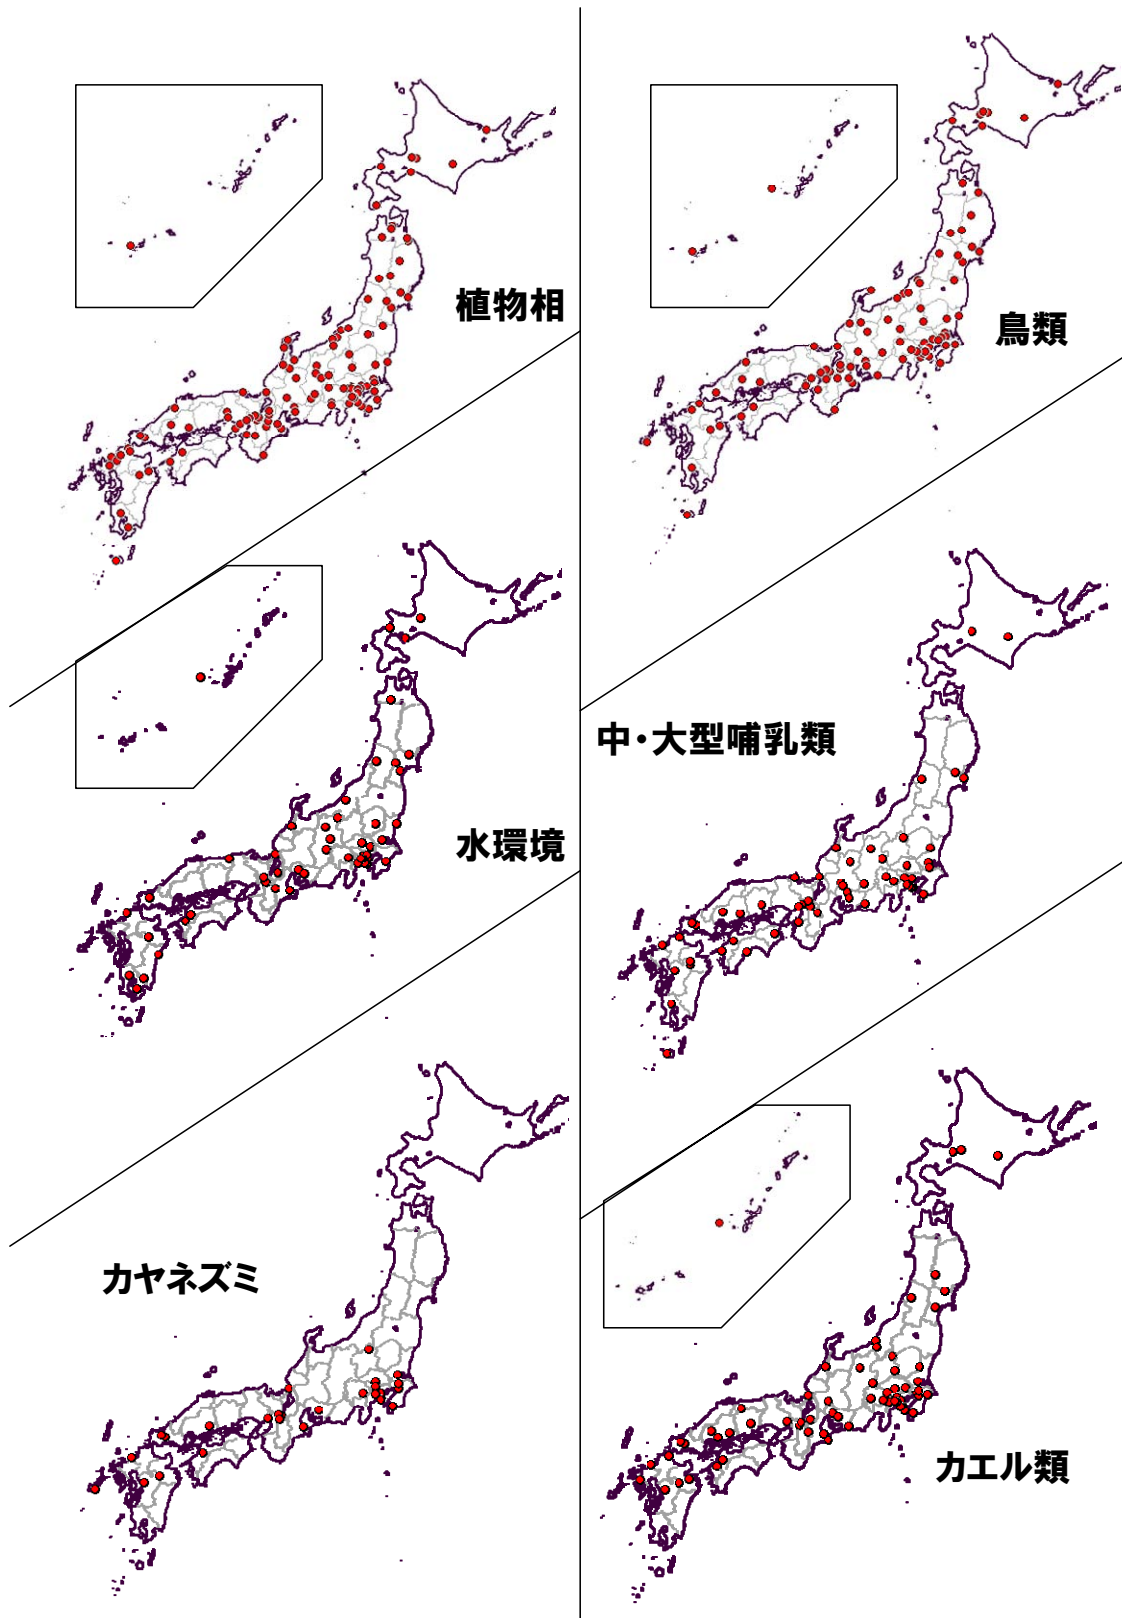 植物相
鳥類
水環境
中・大型哺乳類
カヤネズミ
カエル類